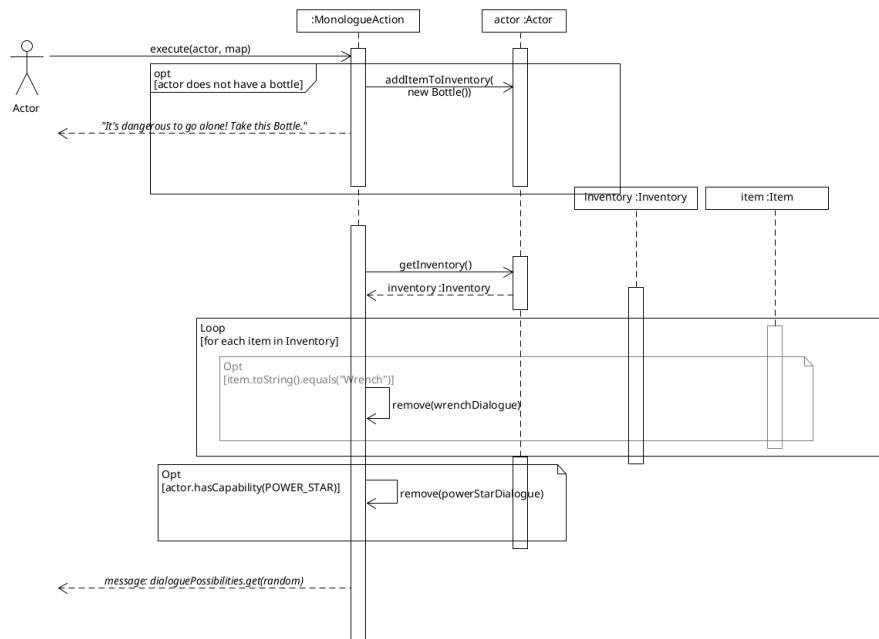 :MonologueAction
actor :Actor
execute(actor, map)
opt
[actor does not have a bottle]
addItemToInventory(
new Bottle())
Actor
"It's dangerous to go alone! Take this Bottle."
inventory :Inventory
item :Item
getInventory()
inventory :Inventory
Loop
[for each item in Inventory]
Opt
[item.toString().equals("Wrench")]
remove(wrenchDialogue)
Opt
[actor.hasCapability(POWER_STAR)]
remove(powerStarDialogue)
message: dialoguePossibilities.get(random)